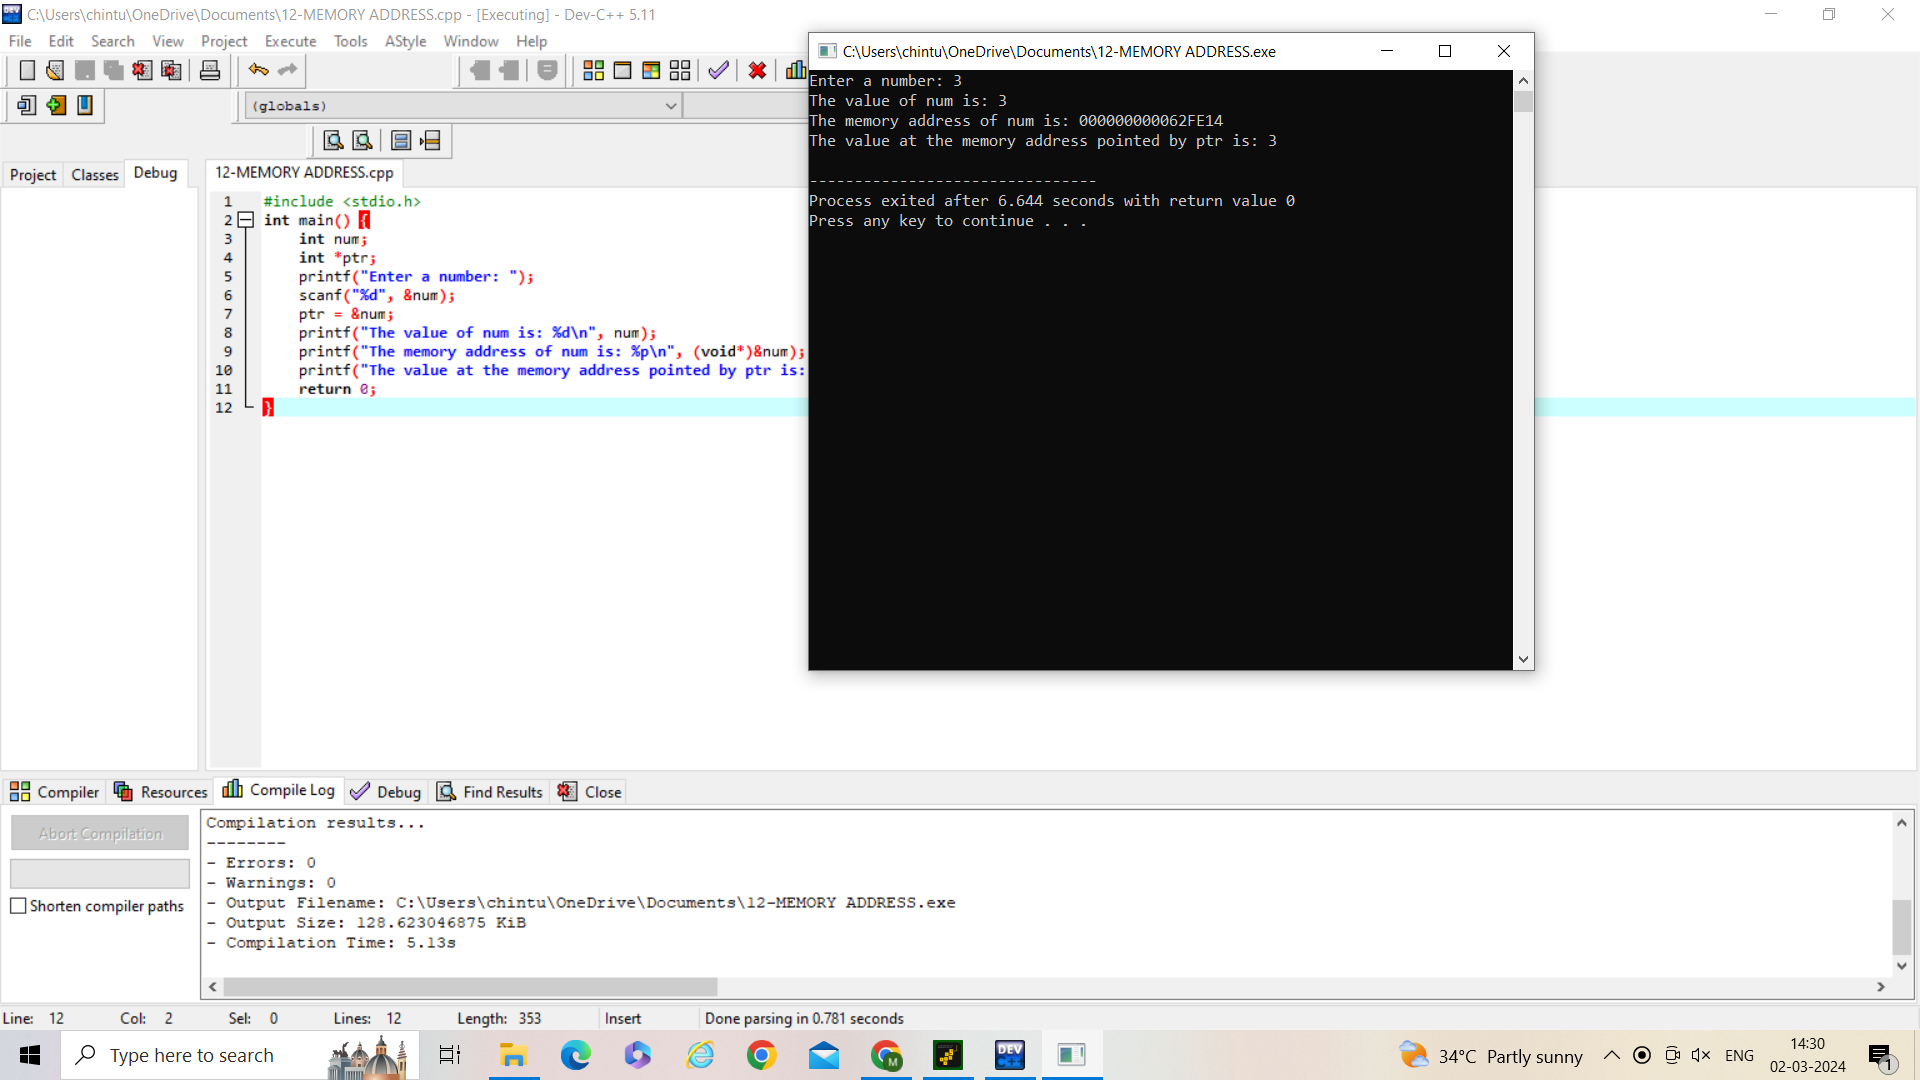 C:\Users\chintu\OneDrive\Documents\12-MEMORY ADDRESS.cpp - [Executing] - Dev-C++ 5.11
File Edit Search View Project Execute Tools AStyle Window Help
(globals)
Project Classes Debug
12-MEMORY ADDRESS.cpp
1 #include <stdio.h>
2 int main() {
3 int num;
4 int *ptr;
5 printf("Enter a number: ");
6 scanf("%d", &num);
7 ptr = &num;
8 printf("The value of num is: %d\n", num);
9 printf("The memory address of num is: %p\n", (void*)&num);
10 printf("The value at the memory address pointed by ptr is:
11 return 0;
12 }
C:\Users\chintu\OneDrive\Documents\12-MEMORY ADDRESS.exe
Enter a number: 3
The value of num is: 3
The memory address of num is: 000000000062FE14
The value at the memory address pointed by ptr is: 3
--------------------------------
Process exited after 6.644 seconds with return value 0
Press any key to continue . . .
Compiler Resources Compile Log Debug Find Results Close
Abort Compilation
Shorten compiler paths
Compilation results...
--------
- Errors: 0
- Warnings: 0
- Output Filename: C:\Users\chintu\OneDrive\Documents\12-MEMORY ADDRESS.exe
- Output Size: 128.623046875 KiB
- Compilation Time: 5.13s
Line: 12 Col: 2 Sel: 0 Lines: 12 Length: 353 Insert Done parsing in 0.781 seconds
Type here to search
DEV
M
34°C Partly sunny
ENG
14:30
02-03-2024
1